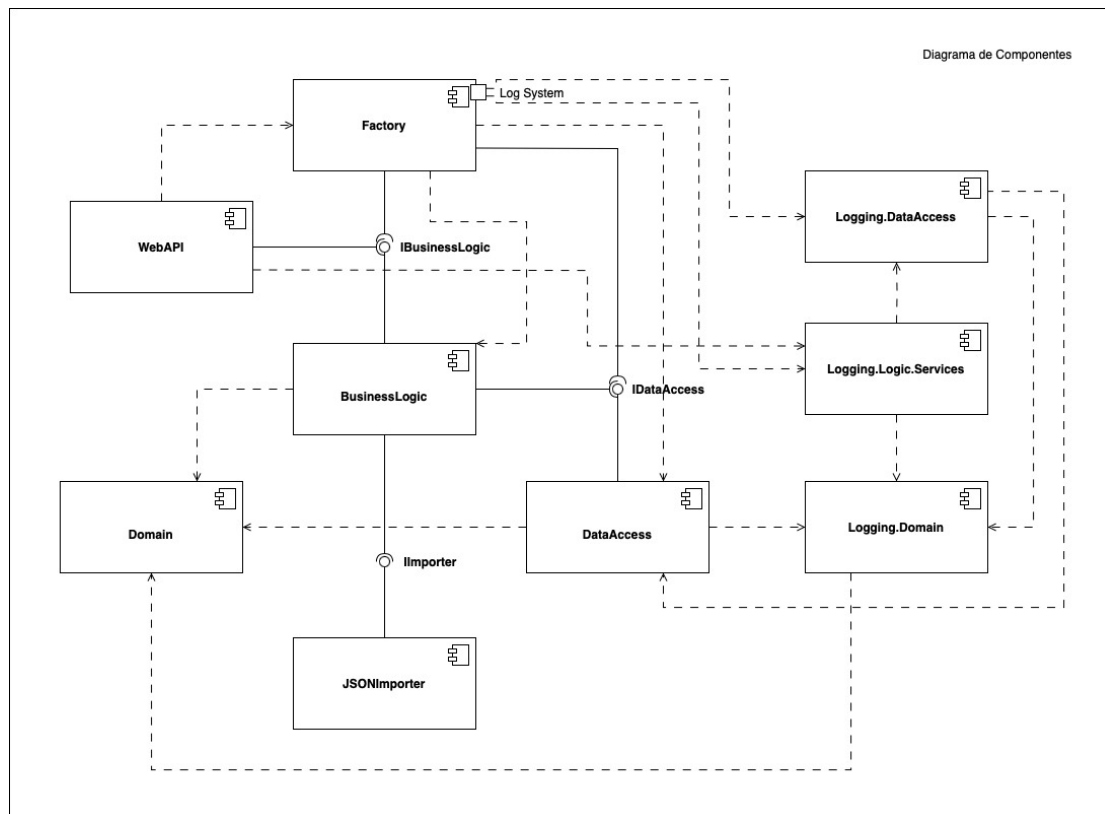 Diagrama de Componentes
Log System
Factory
Logging.DataAccess
WebAPI
IBusinessLogic
Logging.Logic.Services
BusinessLogic
IDataAccess
Domain
DataAccess
Logging.Domain
IImporter
JSONImporter